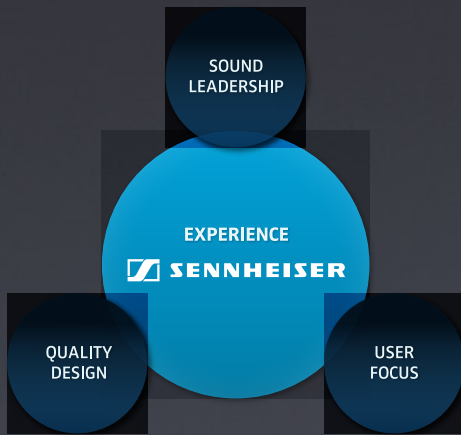 SOUND
LEADERSHIP
EXPERIENCE
SENNHEISER
QUALITY
DESIGN
USER
FOCUS